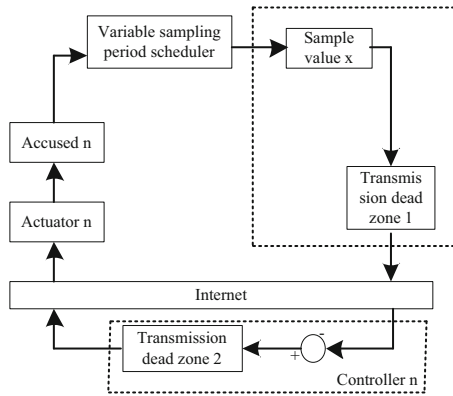 Variable sampling
period scheduler
Sample
value x
Accused n
Transmis
sion dead
zone 1
Actuator n
Internet
Transmission
dead zone 2
-
+
Controller n